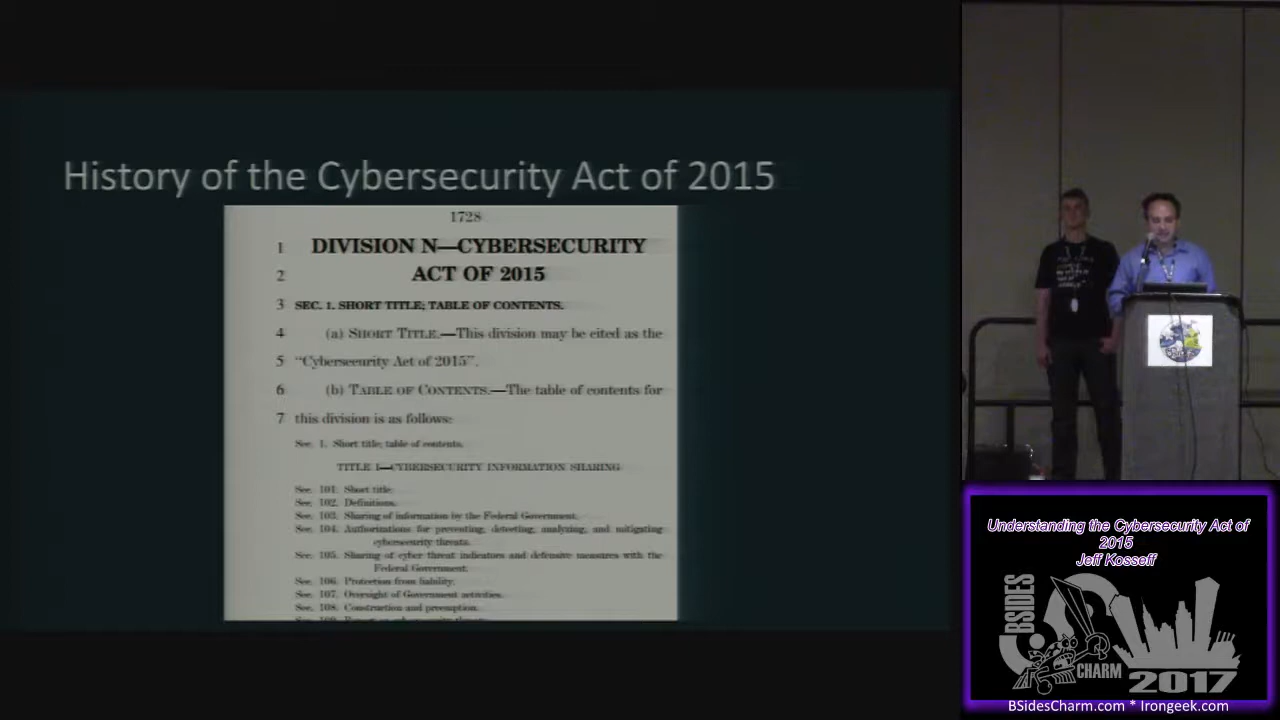 History of the Cybersecurity Act of 2015
1728
1 DIVISION N—CYBERSECURITY
2 ACT OF 2015
3 SEC. 1. SHORT TITLE; TABLE OF CONTENTS.
4 (a) SHORT TITLE.—This division may be cited as the
5 “Cybersecurity Act of 2015”.
6 (b) TABLE OF CONTENTS.—The table of contents for
7 this division is as follows:
Sec. 1. Short title; table of contents.
TITLE I—CYBERSECURITY INFORMATION SHARING
Sec. 101. Short title.
Sec. 102. Definitions.
Sec. 103. Sharing of information by the Federal Government.
Sec. 104. Authorizations for preventing, detecting, analyzing, and mitigating
cybersecurity threats.
Sec. 105. Sharing of cyber threat indicators and defensive measures with the
Federal Government.
Sec. 106. Protection from liability.
Sec. 107. Oversight of Government activities.
Sec. 108. Construction and preemption.
Understanding the Cybersecurity Act of
2015
Jeff Kosseff
BSIDES
CHARM
2017
BSidesCharm.com * Irongeek.com